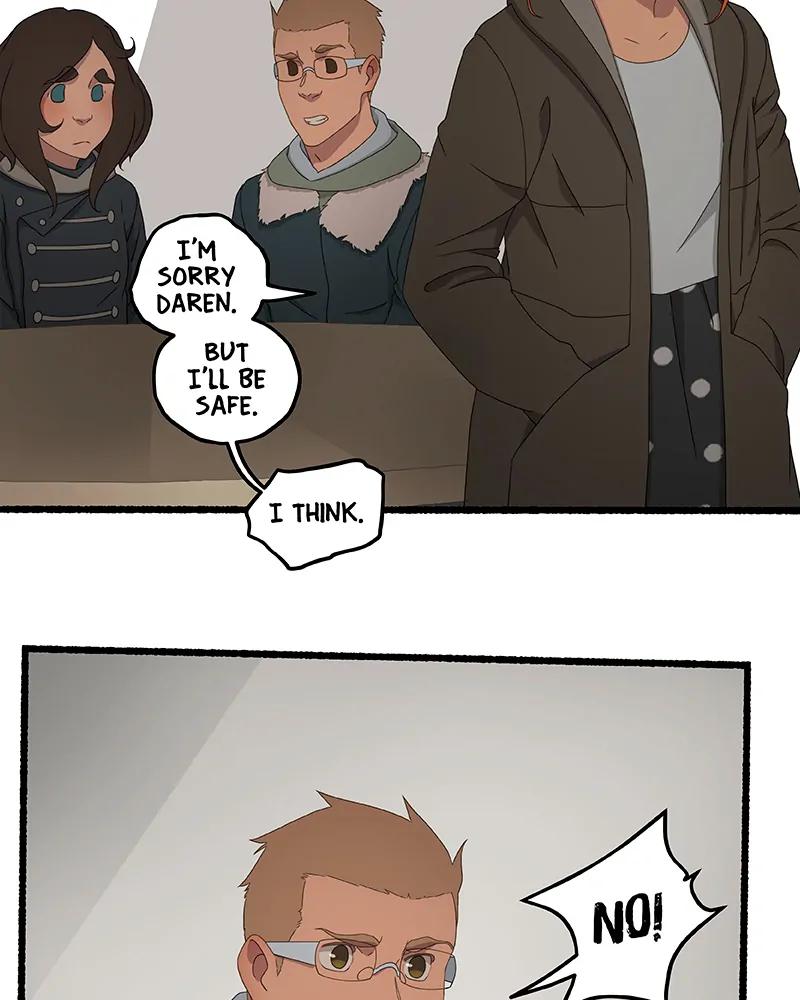 I'M
SORRY
DAREN.
BUT
I'LL BE
SAFE.
I THINK.
NO!